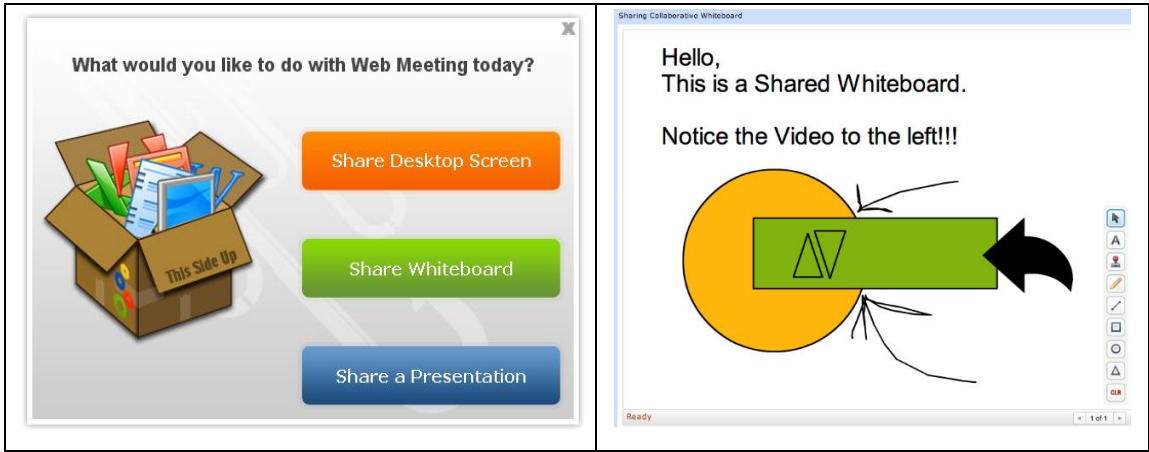 X
What would you like to do with Web Meeting today?
Share Desktop Screen
This Side Up
Share Whiteboard
Share a Presentation
Sharing Collaborative Whiteboard
Hello,
This is a Shared Whiteboard.
Notice the Video to the left!!!
A
CLR
Ready
1 of 1